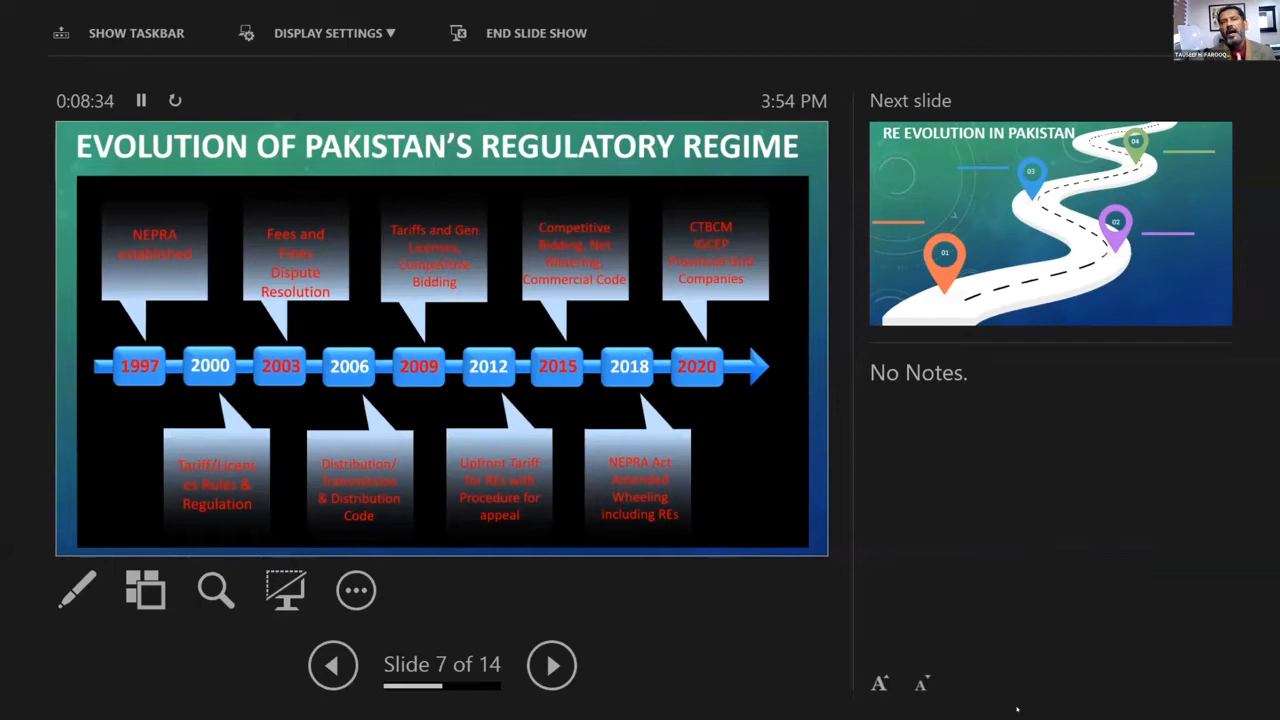 SHOW TASKBAR
DISPLAY SETTINGS ▼
END SLIDE SHOW
TAUSEEF H. FAROOQ...
0:08:34
3:54 PM
Next slide
EVOLUTION OF PAKISTAN'S REGULATORY REGIME
NEPRA
established
Fees and
Fines
Dispute
Resolution
Tariffs and Gen
Licenses,
Competitive
Bidding
Competitive
Bidding, Net
Metering,
Commercial Code
CTBCM
IGCEP
Provincial Grid
Companies
1997
2000
2003
2006
2009
2012
2015
2018
2020
Tariff/Licens
es Rules &
Regulation
Distribution/
Transmission
& Distribution
Code
Upfront Tariff
for REs with
Procedure for
appeal
NEPRA Act
Amended
Wheeling
including REs
RE EVOLUTION IN PAKISTAN
04
03
02
01
No Notes.
Slide 7 of 14
A
A